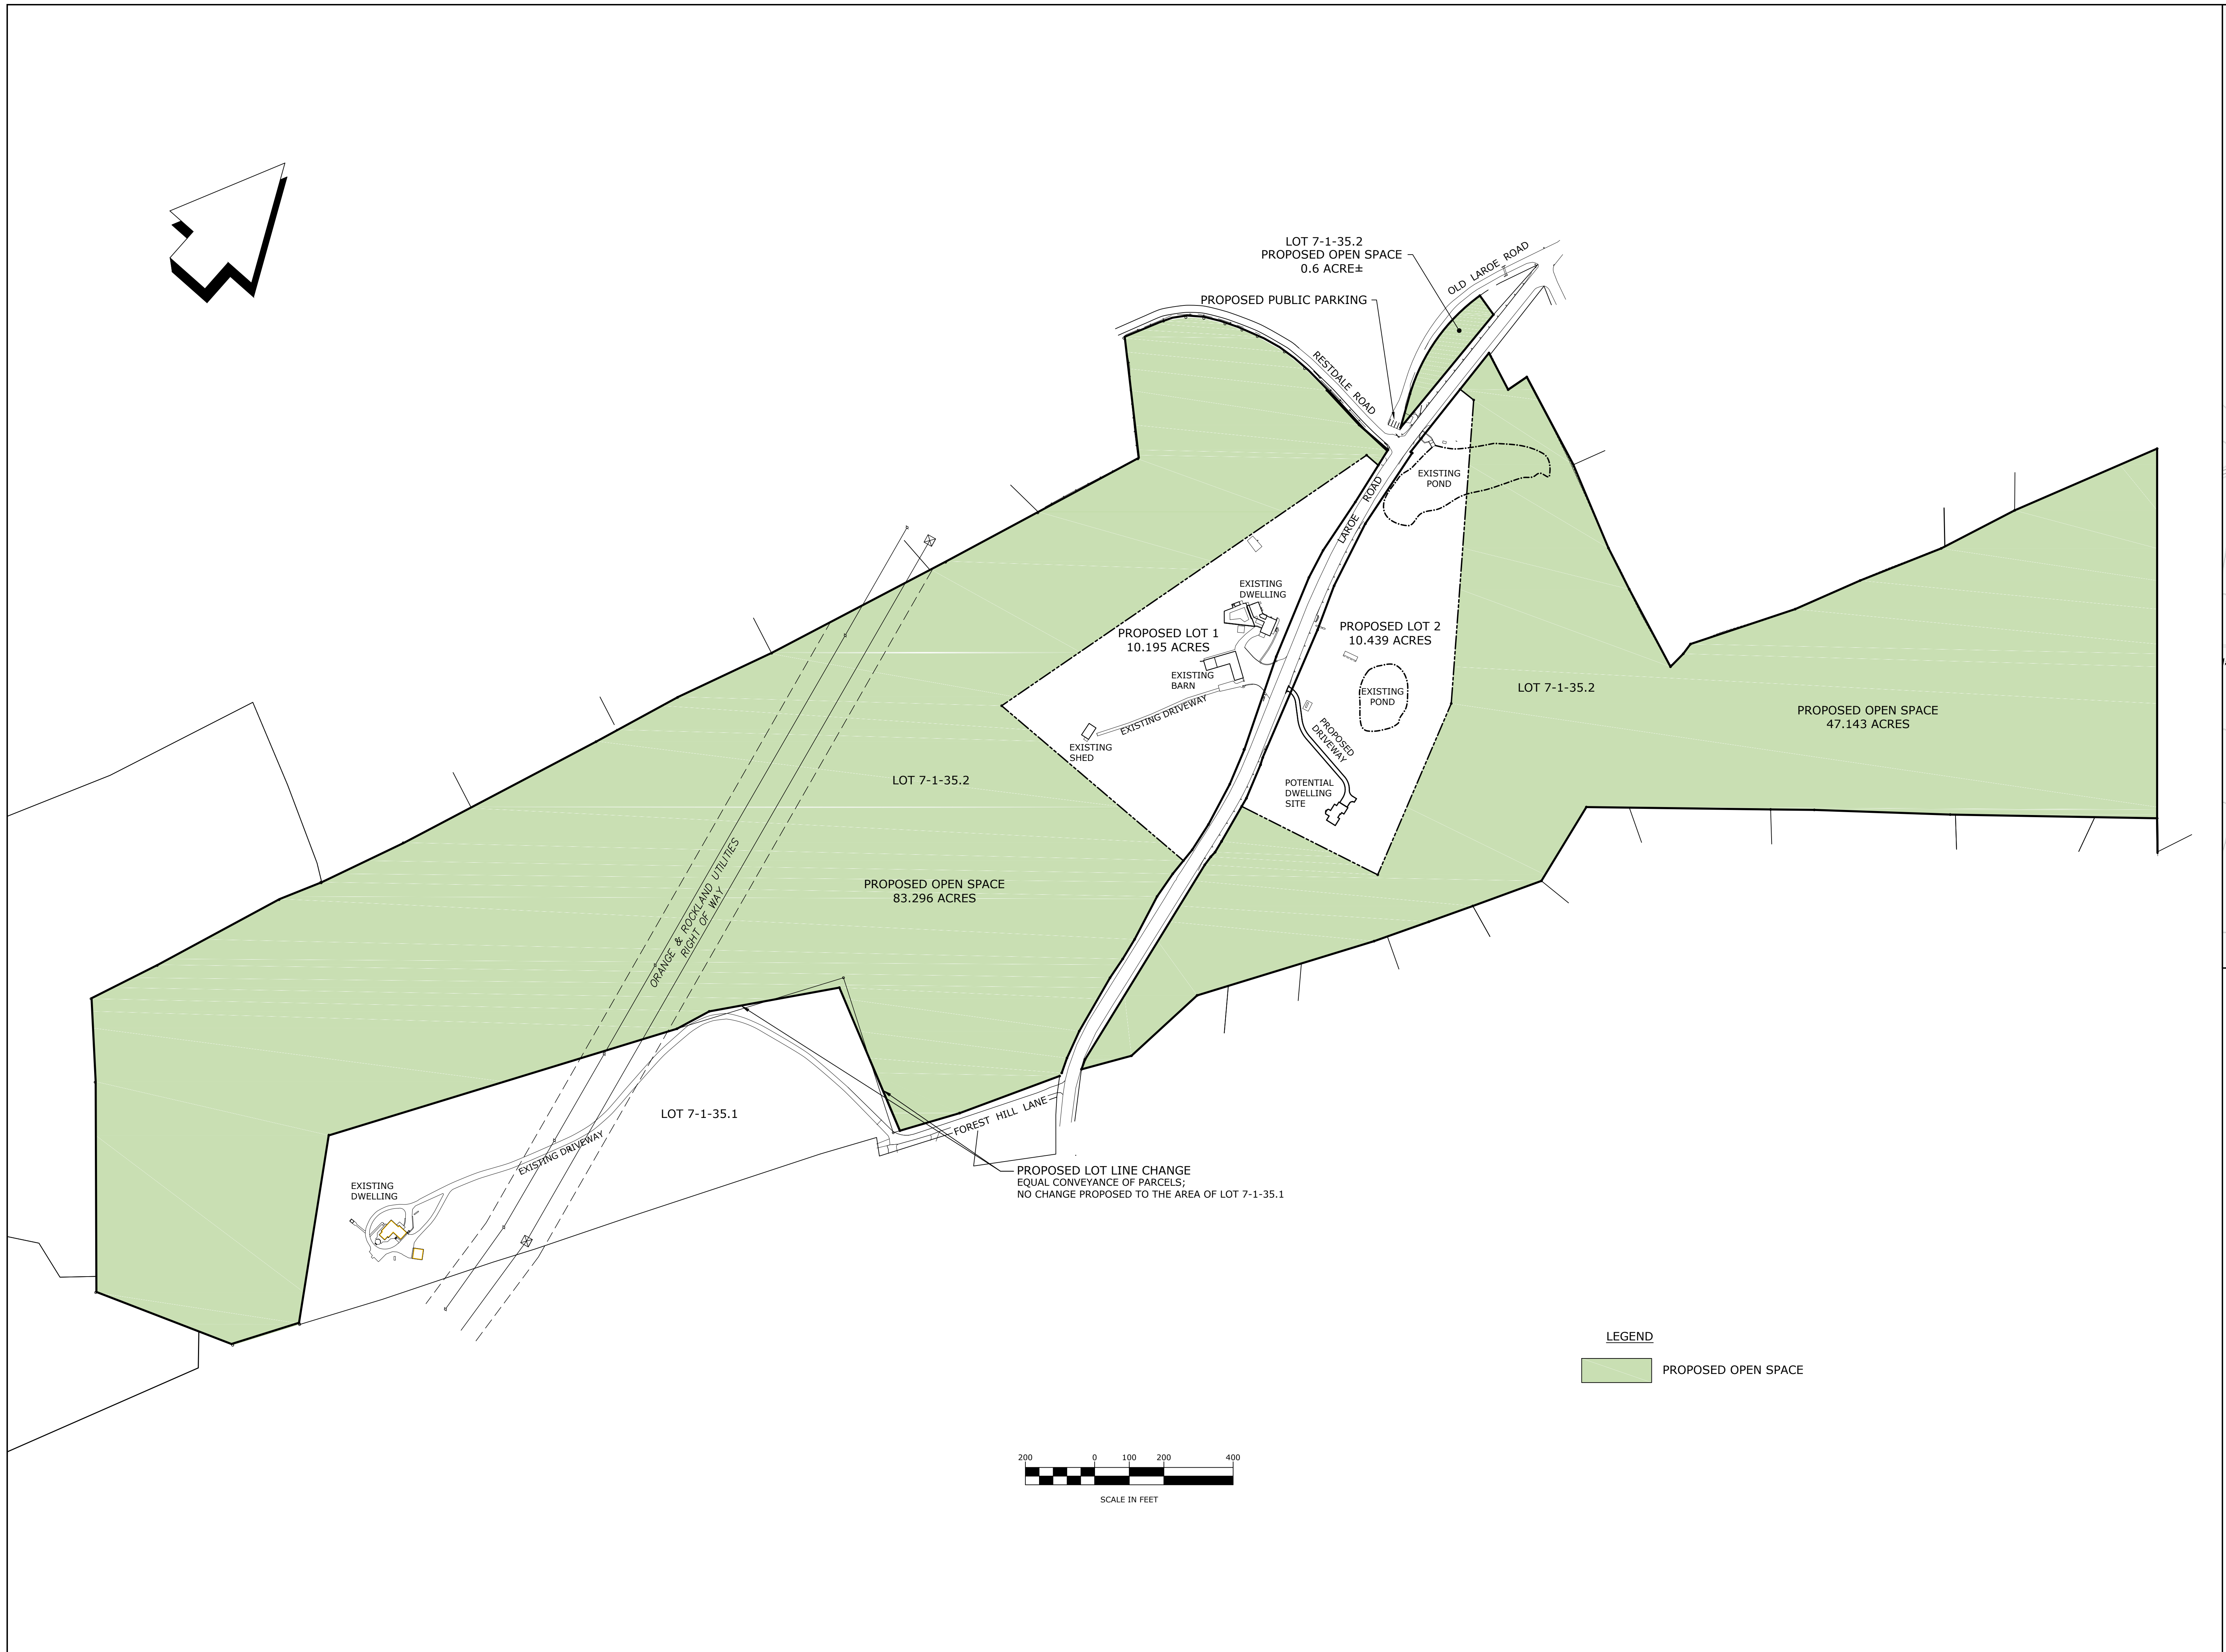 LOT 7-1-35.2
PROPOSED OPEN SPACE
0.6 ACRE±
OLD LAROE ROAD
PROPOSED PUBLIC PARKING
RESTDALE ROAD
LAROE ROAD
EXISTING
POND
EXISTING
DWELLING
PROPOSED LOT 1
10.195 ACRES
PROPOSED LOT 2
10.439 ACRES
EXISTING
BARN
EXISTING DRIVEWAY
EXISTING
SHED
EXISTING
POND
PROPOSED
DRIVEWAY
POTENTIAL
DWELLING
SITE
LOT 7-1-35.2
PROPOSED OPEN SPACE
47.143 ACRES
LOT 7-1-35.2
PROPOSED OPEN SPACE
83.296 ACRES
ORANGE & ROCKLAND UTILITIES
RIGHT OF WAY
LOT 7-1-35.1
EXISTING DRIVEWAY
EXISTING
DWELLING
FOREST HILL LANE
PROPOSED LOT LINE CHANGE
EQUAL CONVEYANCE OF PARCELS;
NO CHANGE PROPOSED TO THE AREA OF LOT 7-1-35.1
LEGEND
PROPOSED OPEN SPACE
200 0 100 200 400
SCALE IN FEET